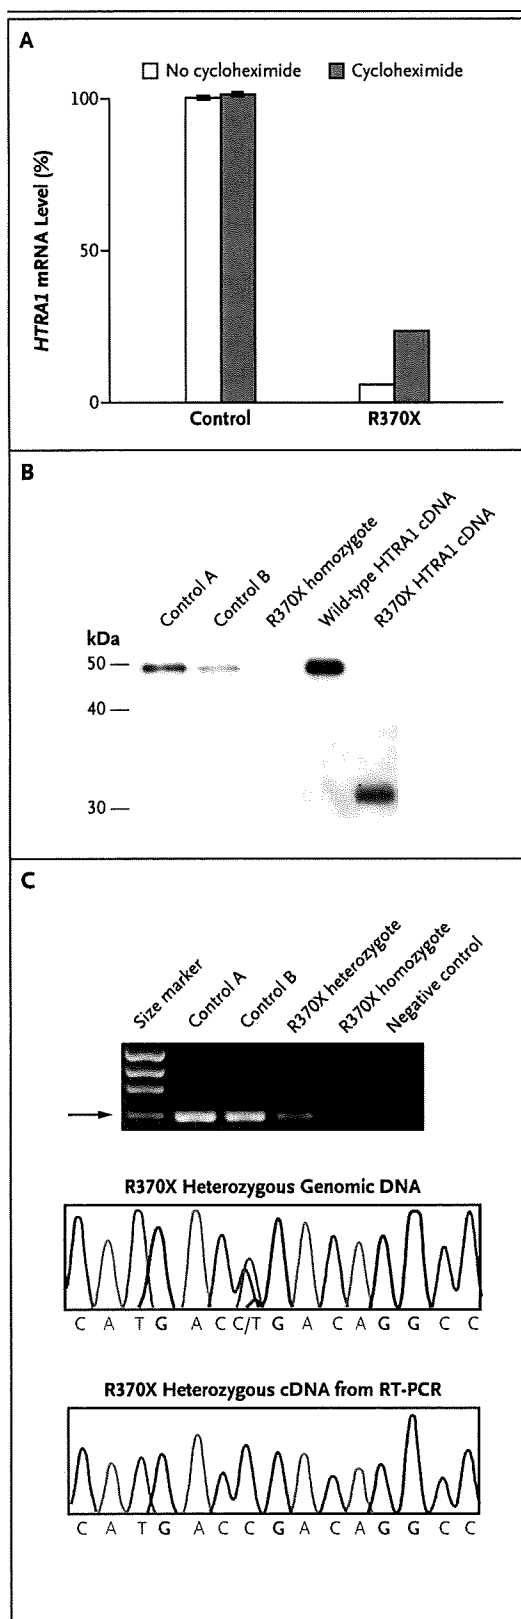 A
No cycloheximide Cycloheximide
100
50
0
HTRA1 mRNA Level (%)
Control R370X
B
Control A
Control B
R370X homozygote
Wild-type HTRA1 cDNA
R370X HTRA1 cDNA
kDa
50
40
30
C
Size marker
Control A
Control B
R370X heterozygote
R370X homozygote
Negative control
R370X Heterozygous Genomic DNA
C A T G A C C/T G A C A G G C C
R370X Heterozygous cDNA from RT-PCR
C A T G A C C G A C A G G C C